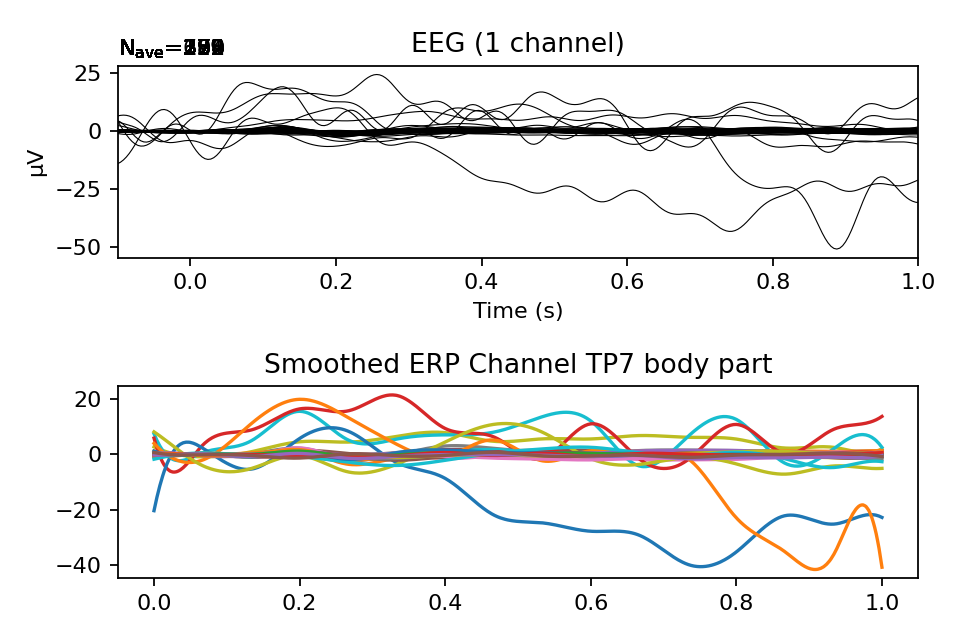 Nave=
EEG (1 channel)
25
0
−25
−50
µV
0.0 0.2 0.4 0.6 0.8 1.0
Time (s)
Smoothed ERP Channel TP7 body part
20
0
−20
−40
0.0 0.2 0.4 0.6 0.8 1.0